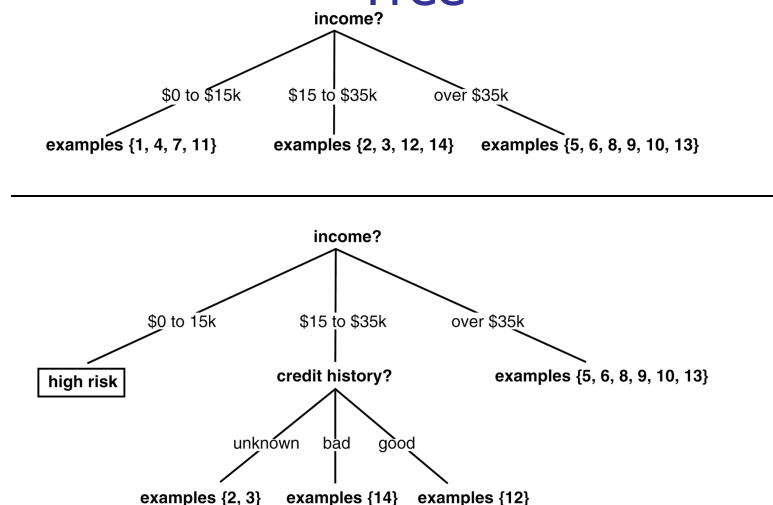 income?
$0 to $15k $15 to $35k over $35k
examples {1, 4, 7, 11} examples {2, 3, 12, 14} examples {5, 6, 8, 9, 10, 13}
income?
$0 to 15k $15 to $35k over $35k
high risk credit history? examples {5, 6, 8, 9, 10, 13}
unknown bad good
examples {2, 3} examples {14} examples {12}